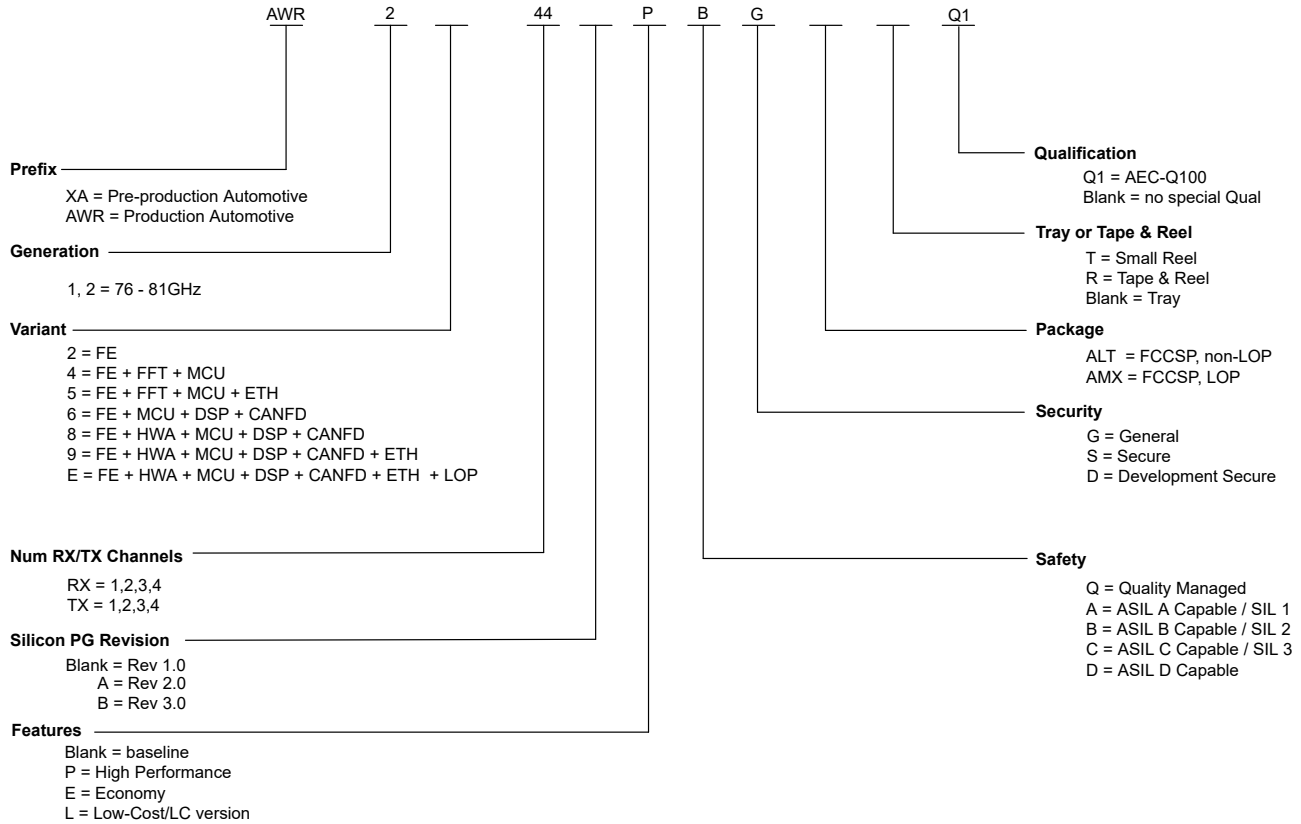 AWR 2 44 P B G Q1
Prefix
XA = Pre-production Automotive
AWR = Production Automotive
Generation
1, 2 = 76 - 81GHz
Variant
2 = FE
4 = FE + FFT + MCU
5 = FE + FFT + MCU + ETH
6 = FE + MCU + DSP + CANFD
8 = FE + HWA + MCU + DSP + CANFD
9 = FE + HWA + MCU + DSP + CANFD + ETH
E = FE + HWA + MCU + DSP + CANFD + ETH + LOP
Num RX/TX Channels
RX = 1,2,3,4
TX = 1,2,3,4
Silicon PG Revision
Blank = Rev 1.0
A = Rev 2.0
B = Rev 3.0
Features
Blank = baseline
P = High Performance
E = Economy
L = Low-Cost/LC version
Qualification
Q1 = AEC-Q100
Blank = no special Qual
Tray or Tape & Reel
T = Small Reel
R = Tape & Reel
Blank = Tray
Package
ALT = FCCSP, non-LOP
AMX = FCCSP, LOP
Security
G = General
S = Secure
D = Development Secure
Safety
Q = Quality Managed
A = ASIL A Capable / SIL 1
B = ASIL B Capable / SIL 2
C = ASIL C Capable / SIL 3
D = ASIL D Capable